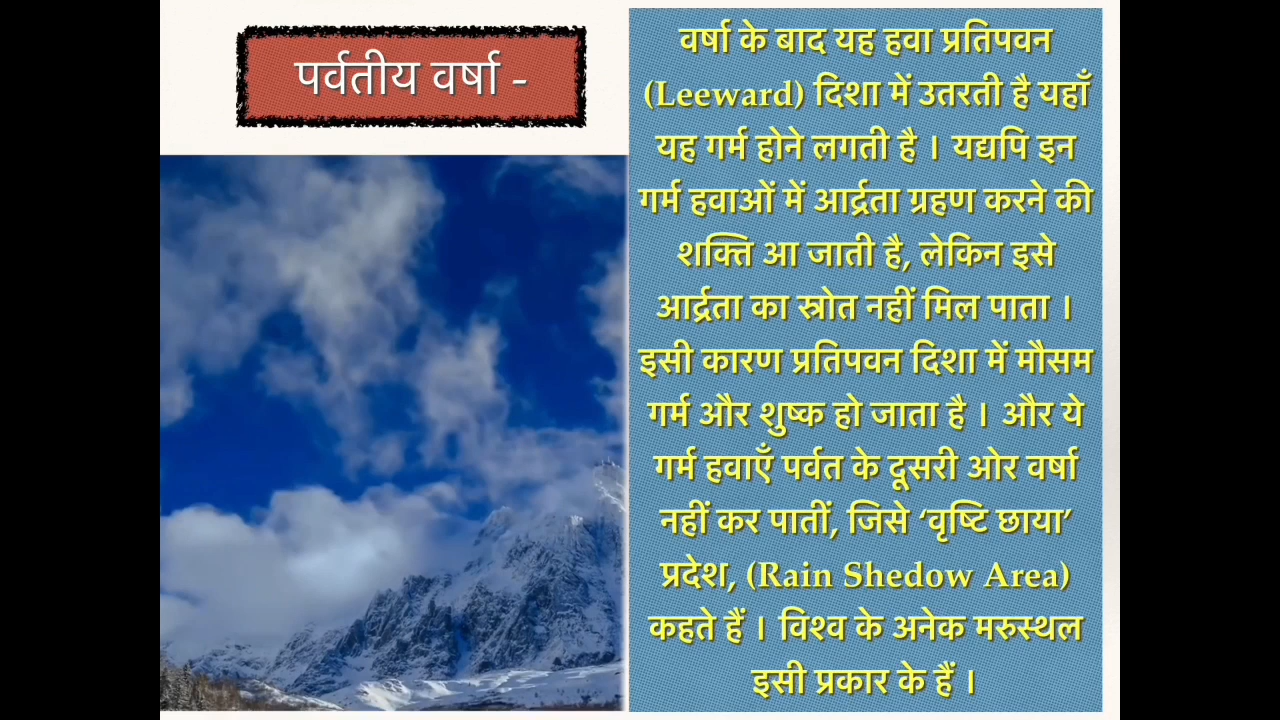 पर्वतीय वर्षा -
वर्षा के बाद यह हवा प्रतिपवन
(Leeward) दिशा में उतरती है यहाँ
यह गर्म होने लगती है । यद्यपि इन
गर्म हवाओं में आर्द्रता ग्रहण करने की
शक्ति आ जाती है, लेकिन इसे
आर्द्रता का स्रोत नहीं मिल पाता ।
इसी कारण प्रतिपवन दिशा में मौसम
गर्म और शुष्क हो जाता है । और ये
गर्म हवाएँ पर्वत के दूसरी ओर वर्षा
नहीं कर पातीं, जिसे ‘वृष्टि छाया’
प्रदेश, (Rain Shedow Area)
कहते हैं । विश्व के अनेक मरुस्थल
इसी प्रकार के हैं ।